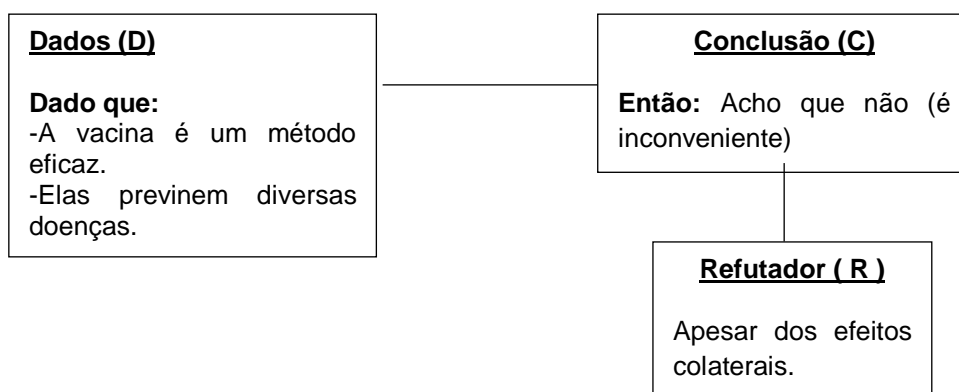 Dados (D)
Dado que:
-A vacina é um método
eficaz.
-Elas previnem diversas
doenças.
Conclusão (C)
Então: Acho que não (é
inconveniente)
Refutador ( R )
Apesar dos efeitos
colaterais.